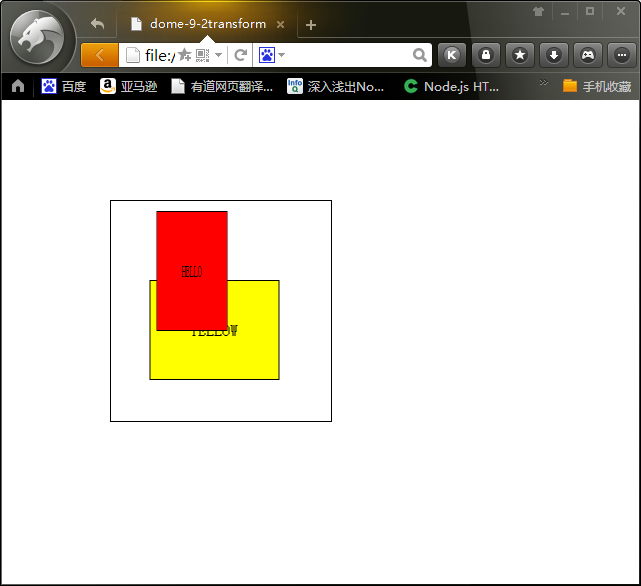 dome-9-2transform
file:/
百度
亚马逊
有道网页翻译...
深入浅出No...
Node.js HT...
手机收藏
HELLO
YELLOW